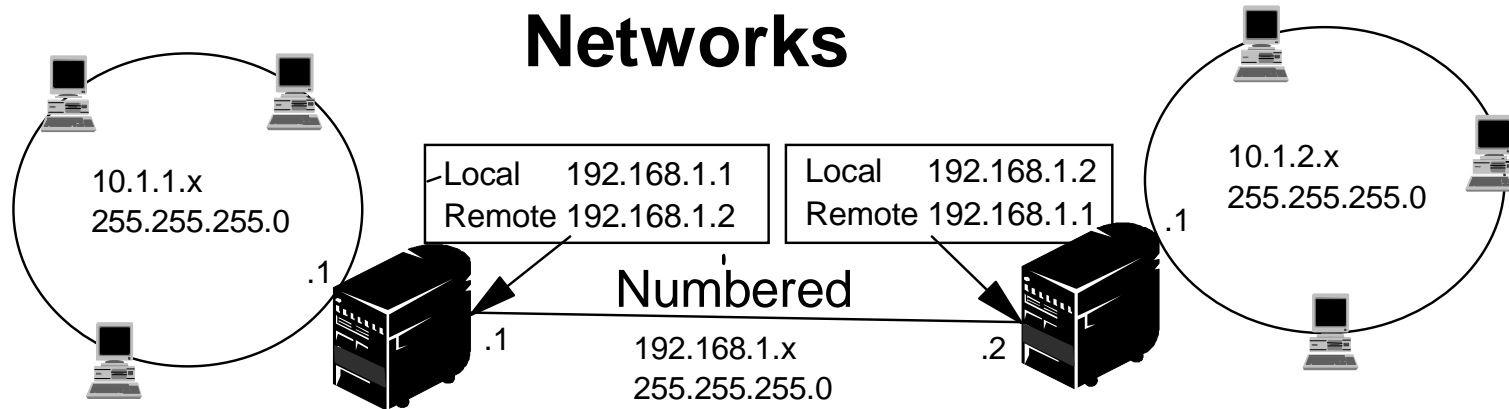 Networks
10.1.1.x
255.255.255.0
Local 192.168.1.1
Remote 192.168.1.2
Local 192.168.1.2
Remote 192.168.1.1
10.1.2.x
255.255.255.0
.1
.1
Numbered
.1
.2
192.168.1.x
255.255.255.0